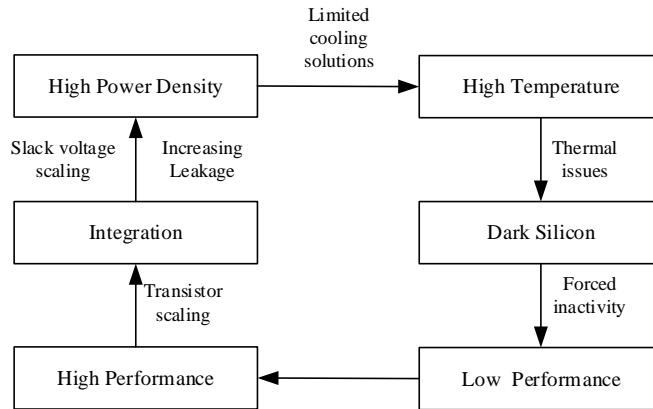 Limited
cooling
solutions
High Power Density
High Temperature
Slack voltage
scaling
Increasing
Leakage
Thermal
issues
Integration
Dark Silicon
Transistor
scaling
Forced
inactivity
High Performance
Low Performance